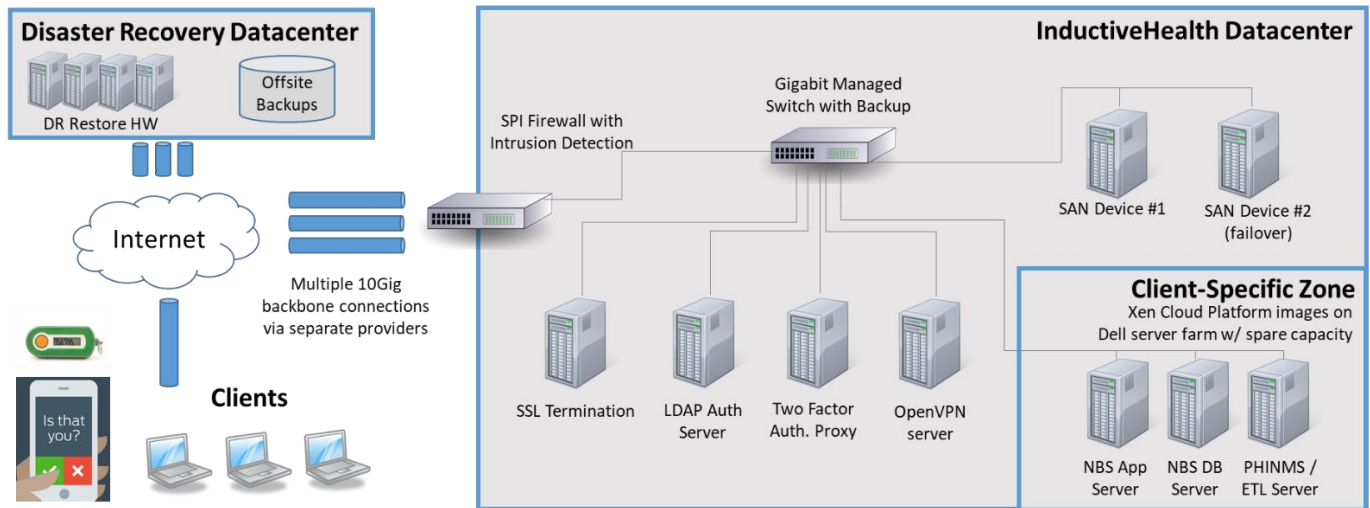 Disaster Recovery Datacenter
DR Restore HW
Offsite
Backups
Internet
Multiple 10Gig
backbone connections
via separate providers
Is that
you?
Clients
InductiveHealth Datacenter
SPI Firewall with
Intrusion Detection
Gigabit Managed
Switch with Backup
SAN Device #1
SAN Device #2
(failover)
SSL Termination
LDAP Auth
Server
Two Factor
Auth. Proxy
OpenVPN
server
Client-Specific Zone
Xen Cloud Platform images on
Dell server farm w/ spare capacity
NBS App
Server
NBS DB
Server
PHINMS /
ETL Server